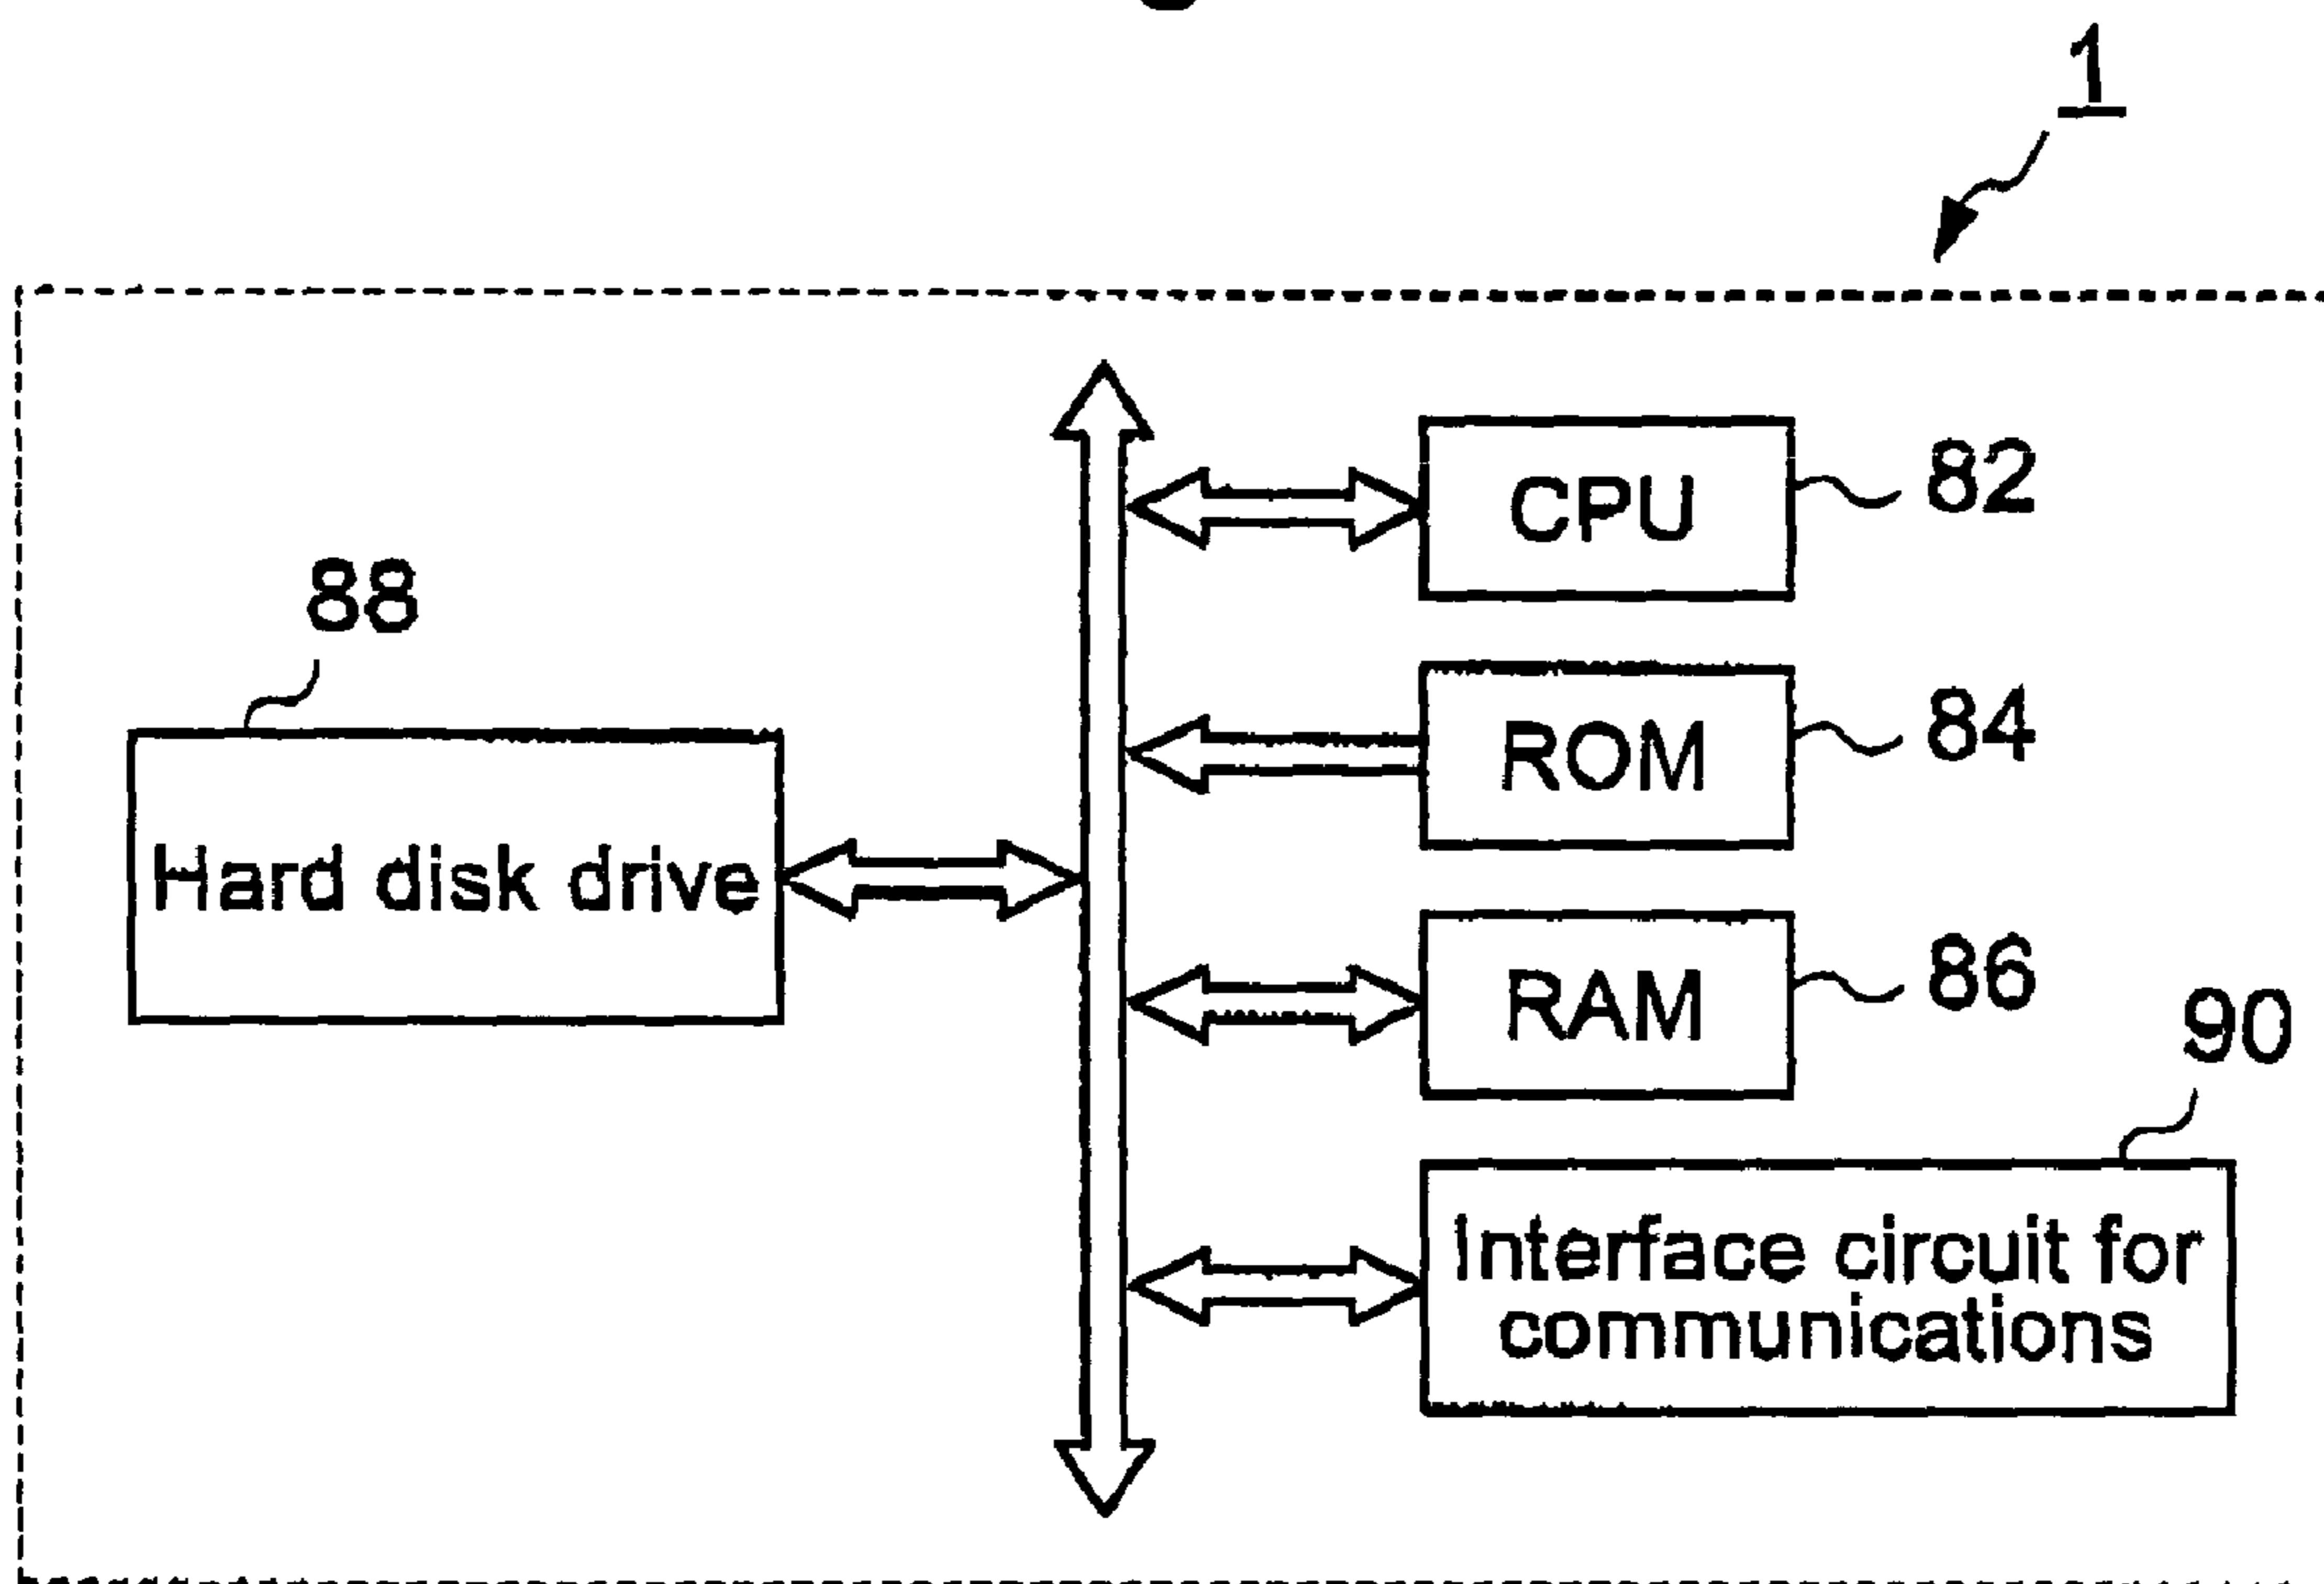 1
CPU
82
88
ROM
84
Hard disk drive
RAM
86
90
Interface circuit for
communications